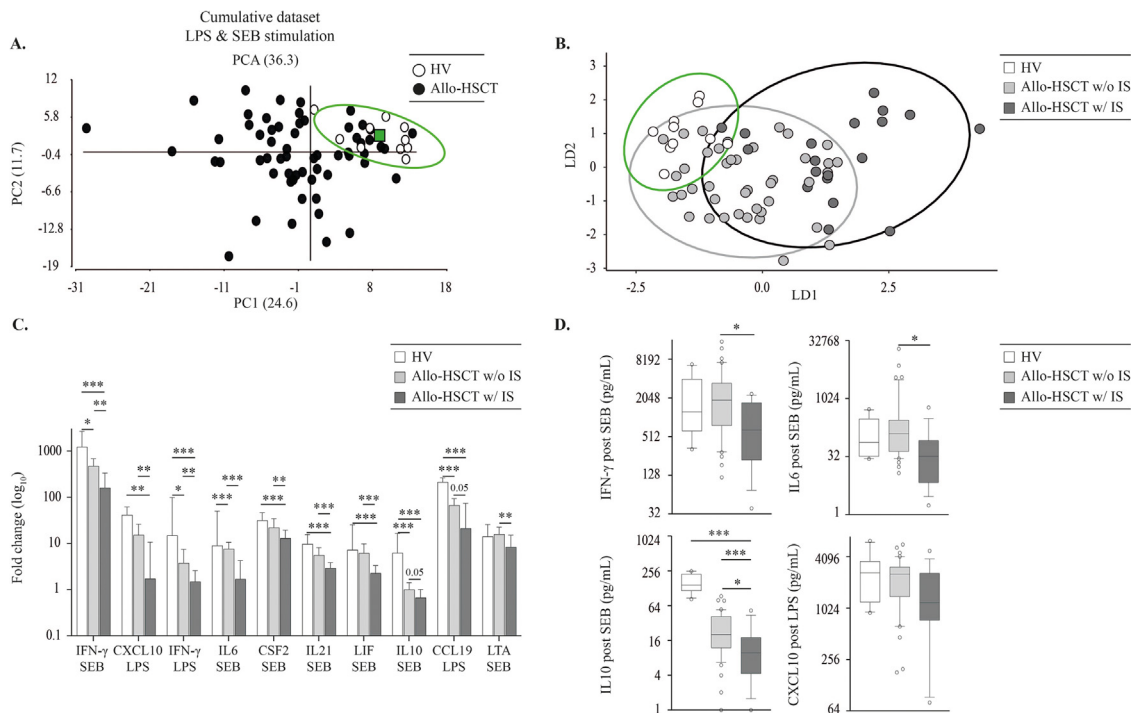 A.
Cumulative dataset
LPS & SEB stimulation
PCA (36.3)
HV
Allo-HSCT
12
5.8
-0.4
-6.6
-12.8
-19
PC2 (11.7)
-31
-21
-11
-1
8
18
PC1 (24.6)
B.
HV
Allo-HSCT w/o IS
Allo-HSCT w/ IS
3
2
1
0
-1
-2
-3
LD2
-2.5
0.0
2.5
LD1
C.
HV
Allo-HSCT w/o IS
Allo-HSCT w/ IS
Fold change (log10)
1000
100
10
1
0.1
***
**
*
**
**
***
**
*
***
***
**
***
***
***
***
***
***
***
0.05
***
***
0.05
**
IFN-γ CXCL10 IFN-γ IL6 CSF2 IL21 LIF IL10 CCL19 LTA
SEB LPS LPS SEB SEB SEB SEB SEB LPS SEB
D.
HV
Allo-HSCT w/o IS
Allo-HSCT w/ IS
IFN-γ post SEB (pg/mL)
8192
2048
512
128
32
*
IL6 post SEB (pg/mL)
32768
1024
32
1
*
IL10 post SEB (pg/mL)
1024
256
64
16
4
1
***
***
*
CXCL10 post LPS (pg/mL)
4096
1024
256
64